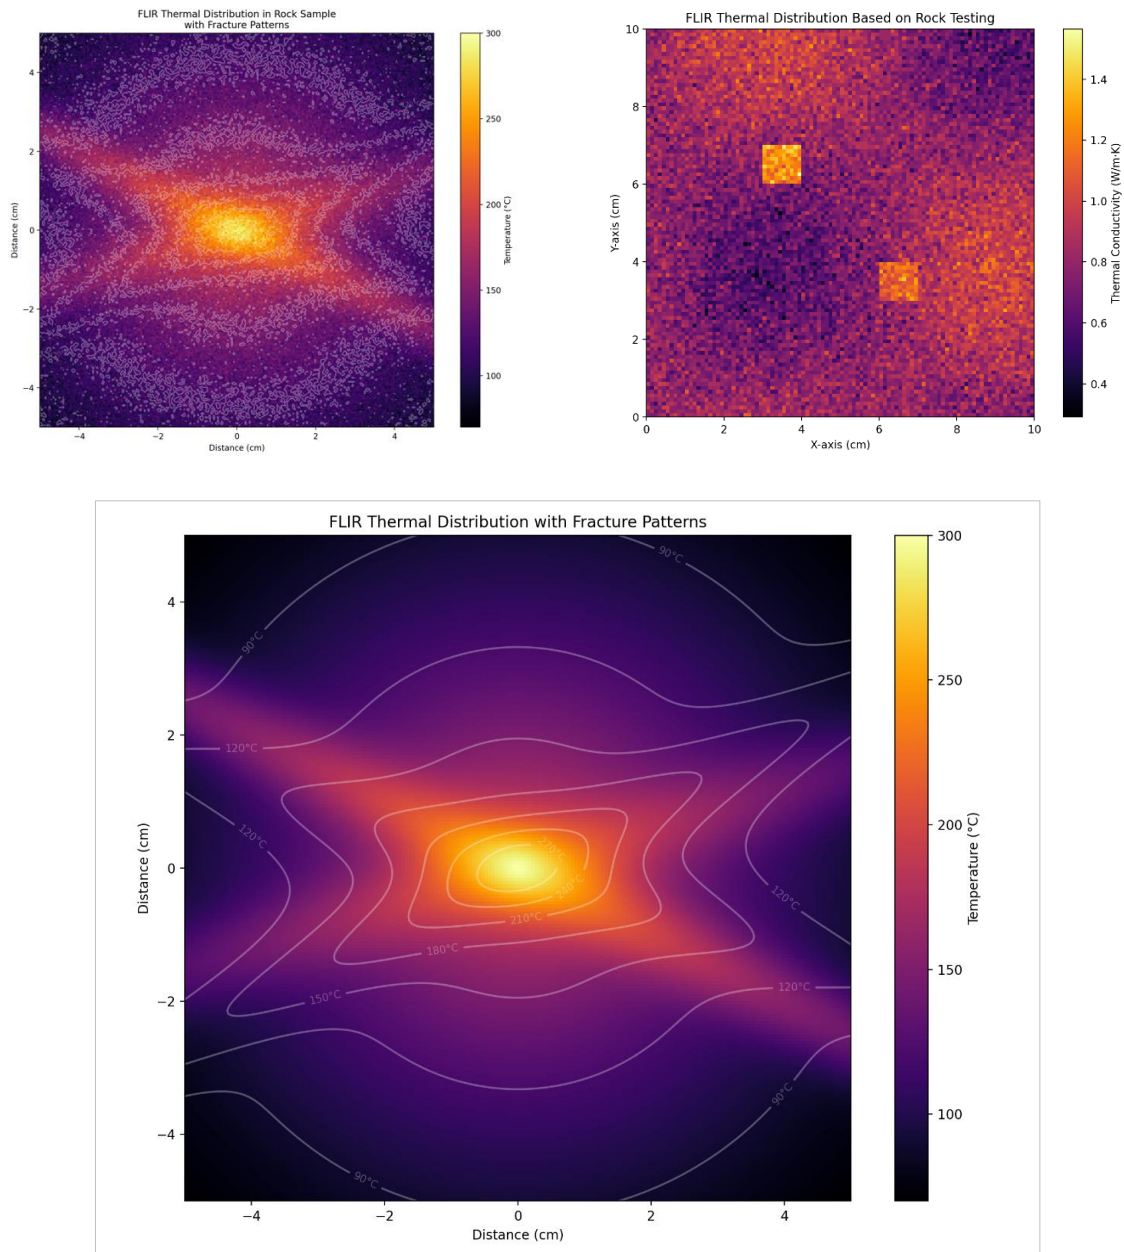 FLIR Thermal Distribution in Rock Sample
with Fracture Patterns
4
2
0
−2
−4
−4
−2
0
2
4
Distance (cm)
Distance (cm)
300
250
200
150
100
Temperature (°C)
FLIR Thermal Distribution Based on Rock Testing
10
8
6
4
2
0
0
2
4
6
8
10
X-axis (cm)
Y-axis (cm)
1.4
1.2
1.0
0.8
0.6
0.4
Thermal Conductivity (W/m·K)
FLIR Thermal Distribution with Fracture Patterns
4
2
0
−2
−4
−4
−2
0
2
4
Distance (cm)
Distance (cm)
90°C
90°C
120°C
120°C
270°C
240°C
210°C
180°C
150°C
120°C
120°C
90°C
90°C
300
250
200
150
100
Temperature (°C)